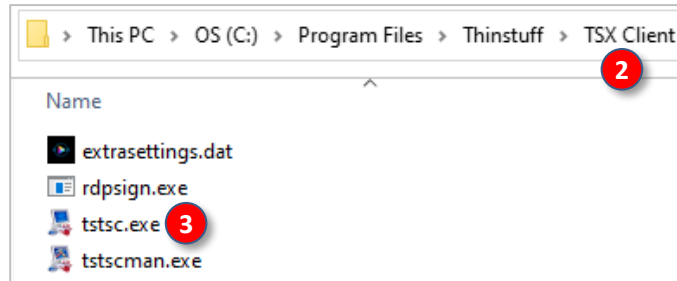 This PC > OS (C:) > Program Files > Thinstuff > TSX Client
2
Name
extrasettings.dat
rdpsign.exe
tstsc.exe 3
tstscman.exe